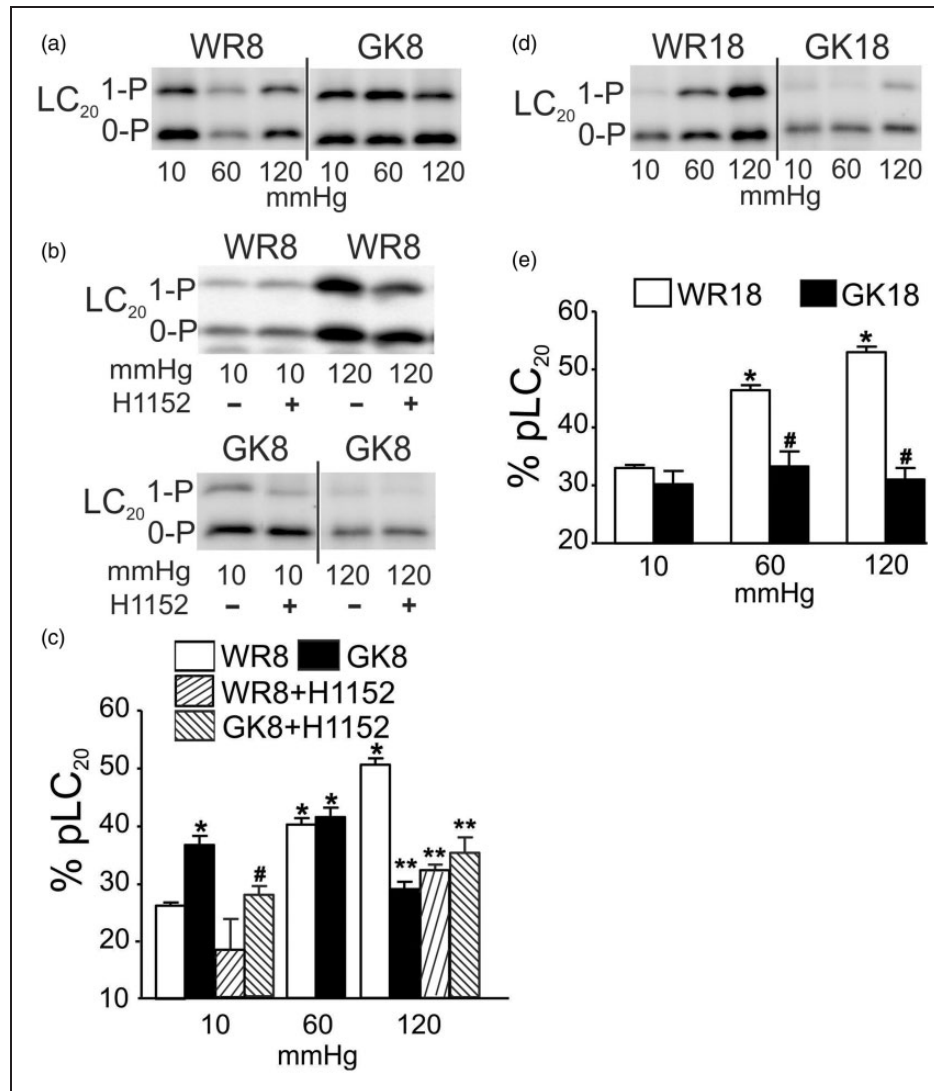 (a)
WR8 GK8
LC20 1-P
0-P
10 60 120 10 60 120
mmHg
(b)
WR8 WR8
LC20 1-P
0-P
mmHg 10 10 120 120
H1152 – + – +
GK8 GK8
LC20 1-P
0-P
mmHg 10 10 120 120
H1152 – + – +
(c)
WR8 GK8
WR8+H1152
GK8+H1152
% pLC20
60
50
40
30
20
10
* # * * * ** ** **
10 60 120
mmHg
(d)
WR18 GK18
LC20 1-P
0-P
10 60 120 10 60 120
mmHg
(e)
WR18 GK18
% pLC20
60
50
40
30
20
* # * #
10 60 120
mmHg